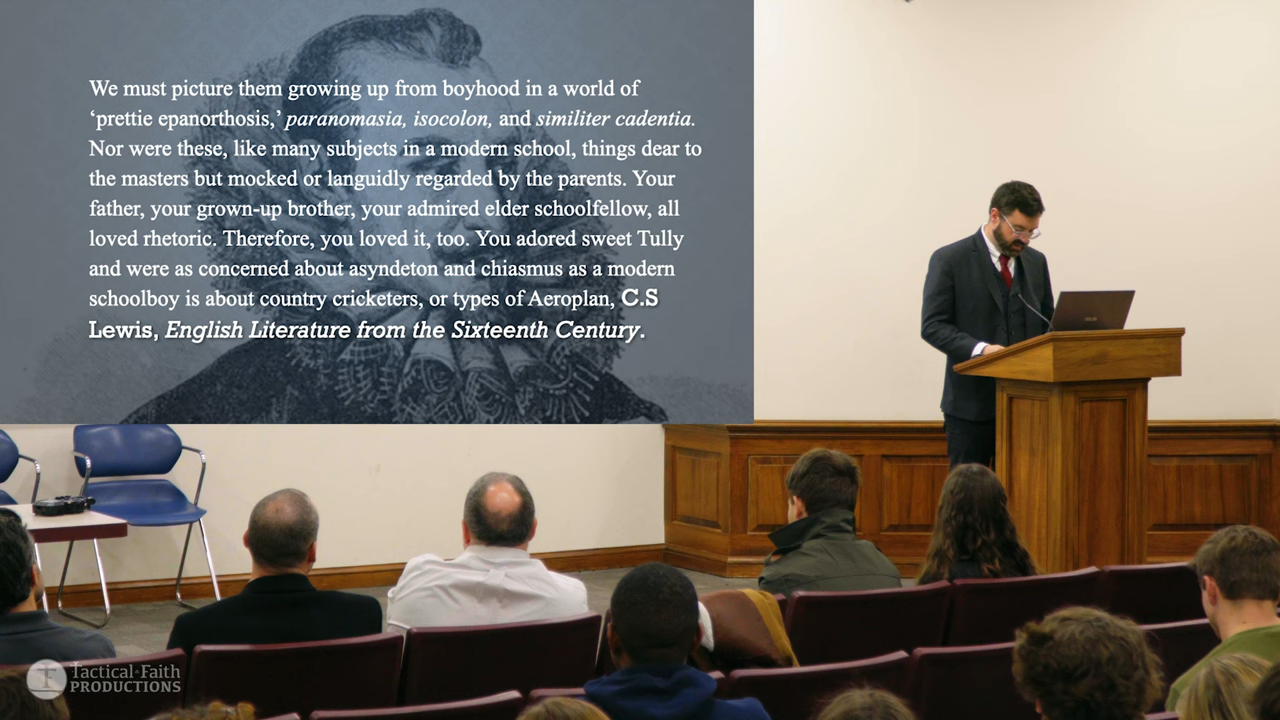 We must picture them growing up from boyhood in a world of
‘prettie epanorthosis,’ paranomasia, isocolon, and similiter cadentia.
Nor were these, like many subjects in a modern school, things dear to
the masters but mocked or languidly regarded by the parents. Your
father, your grown-up brother, your admired elder schoolfellow, all
loved rhetoric. Therefore, you loved it, too. You adored sweet Tully
and were as concerned about asyndeton and chiasmus as a modern
schoolboy is about country cricketers, or types of Aeroplan, C.S
Lewis, English Literature from the Sixteenth Century.
Tactical Faith
PRODUCTIONS